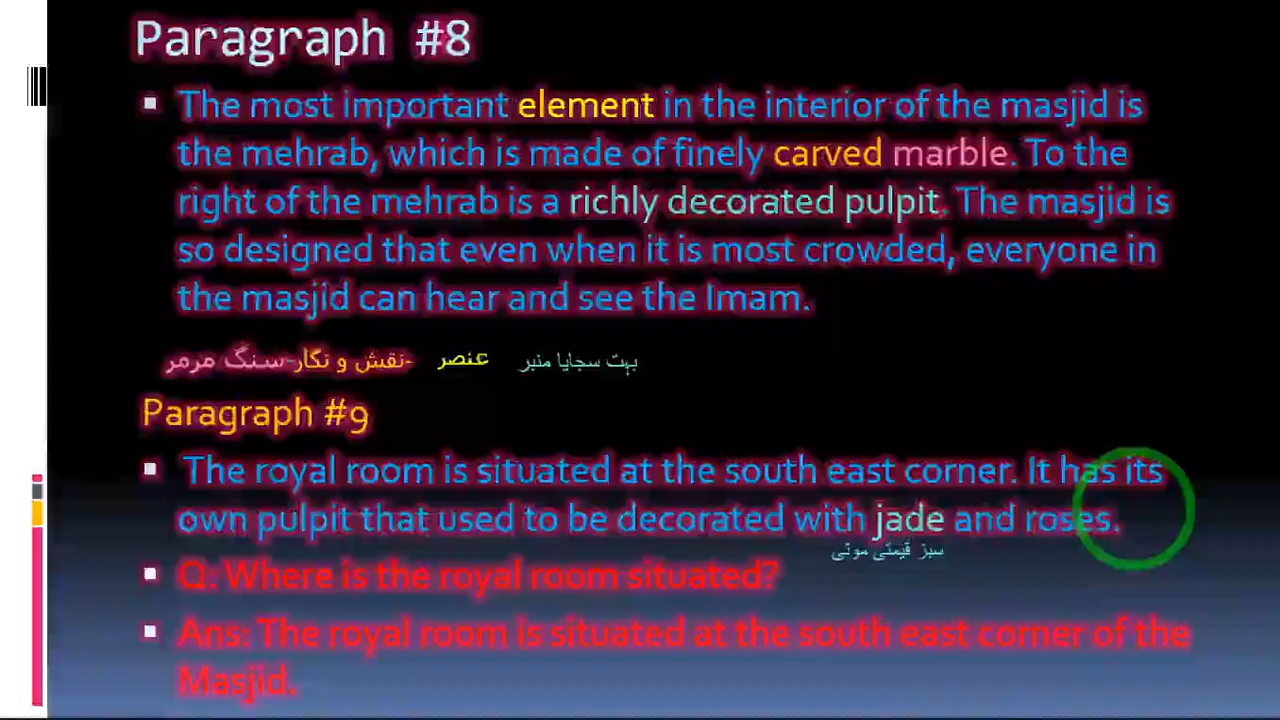 Paragraph #8
The most important element in the interior of the masjid is
the mehrab, which is made of finely carved marble. To the
right of the mehrab is a richly decorated pulpit. The masjid is
so designed that even when it is most crowded, everyone in
the masjid can hear and see the Imam.
سنگ مرمر-نقش و نگار- عنصر بہت سجایا منبر
Paragraph #9
The royal room is situated at the south east corner. It has its
own pulpit that used to be decorated with jade and roses.
سبز قیمتی موتی
Q: Where is the royal room situated?
Ans: The royal room is situated at the south east corner of the
Masjid.